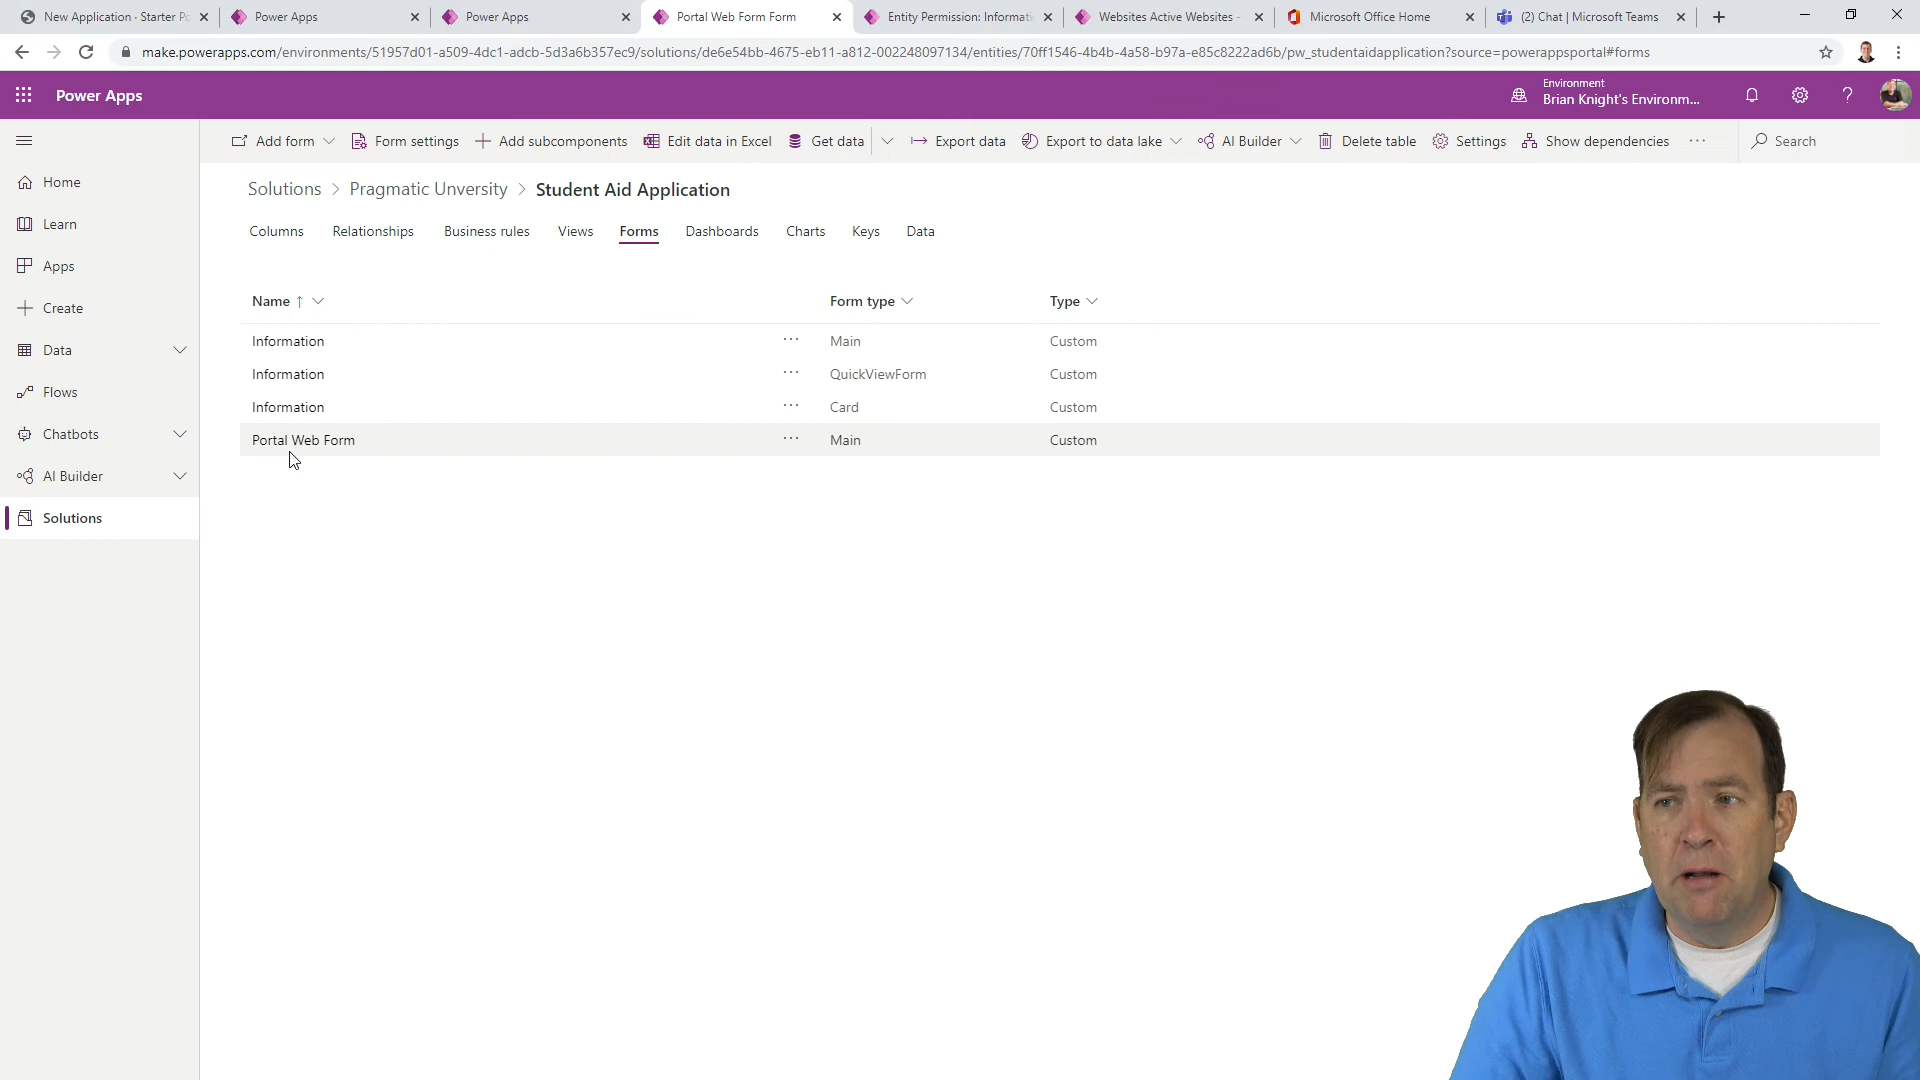 New Application · Starter Po
Power Apps
Power Apps
Portal Web Form Form
Entity Permission: Informati
Websites Active Websites -
Microsoft Office Home
(2) Chat | Microsoft Teams
make.powerapps.com/environments/51957d01-a509-4dc1-adcb-5d3a6b357ec9/solutions/de6e54bb-4675-eb11-a812-002248097134/entities/70ff1546-4b4b-4a58-b97a-e85c8222ad6b/pw_studentaidapplication?source=powerappsportal#forms
Power Apps
Environment
Brian Knight's Environm...
Add form
Form settings
Add subcomponents
Edit data in Excel
Get data
Export data
Export to data lake
AI Builder
Delete table
Settings
Show dependencies
Search
Home
Learn
Apps
Create
Data
Flows
Chatbots
AI Builder
Solutions
Solutions > Pragmatic Unversity > Student Aid Application
Columns Relationships Business rules Views Forms Dashboards Charts Keys Data
Name ↑ Form type Type
Information ... Main Custom
Information ... QuickViewForm Custom
Information ... Card Custom
Portal Web Form ... Main Custom